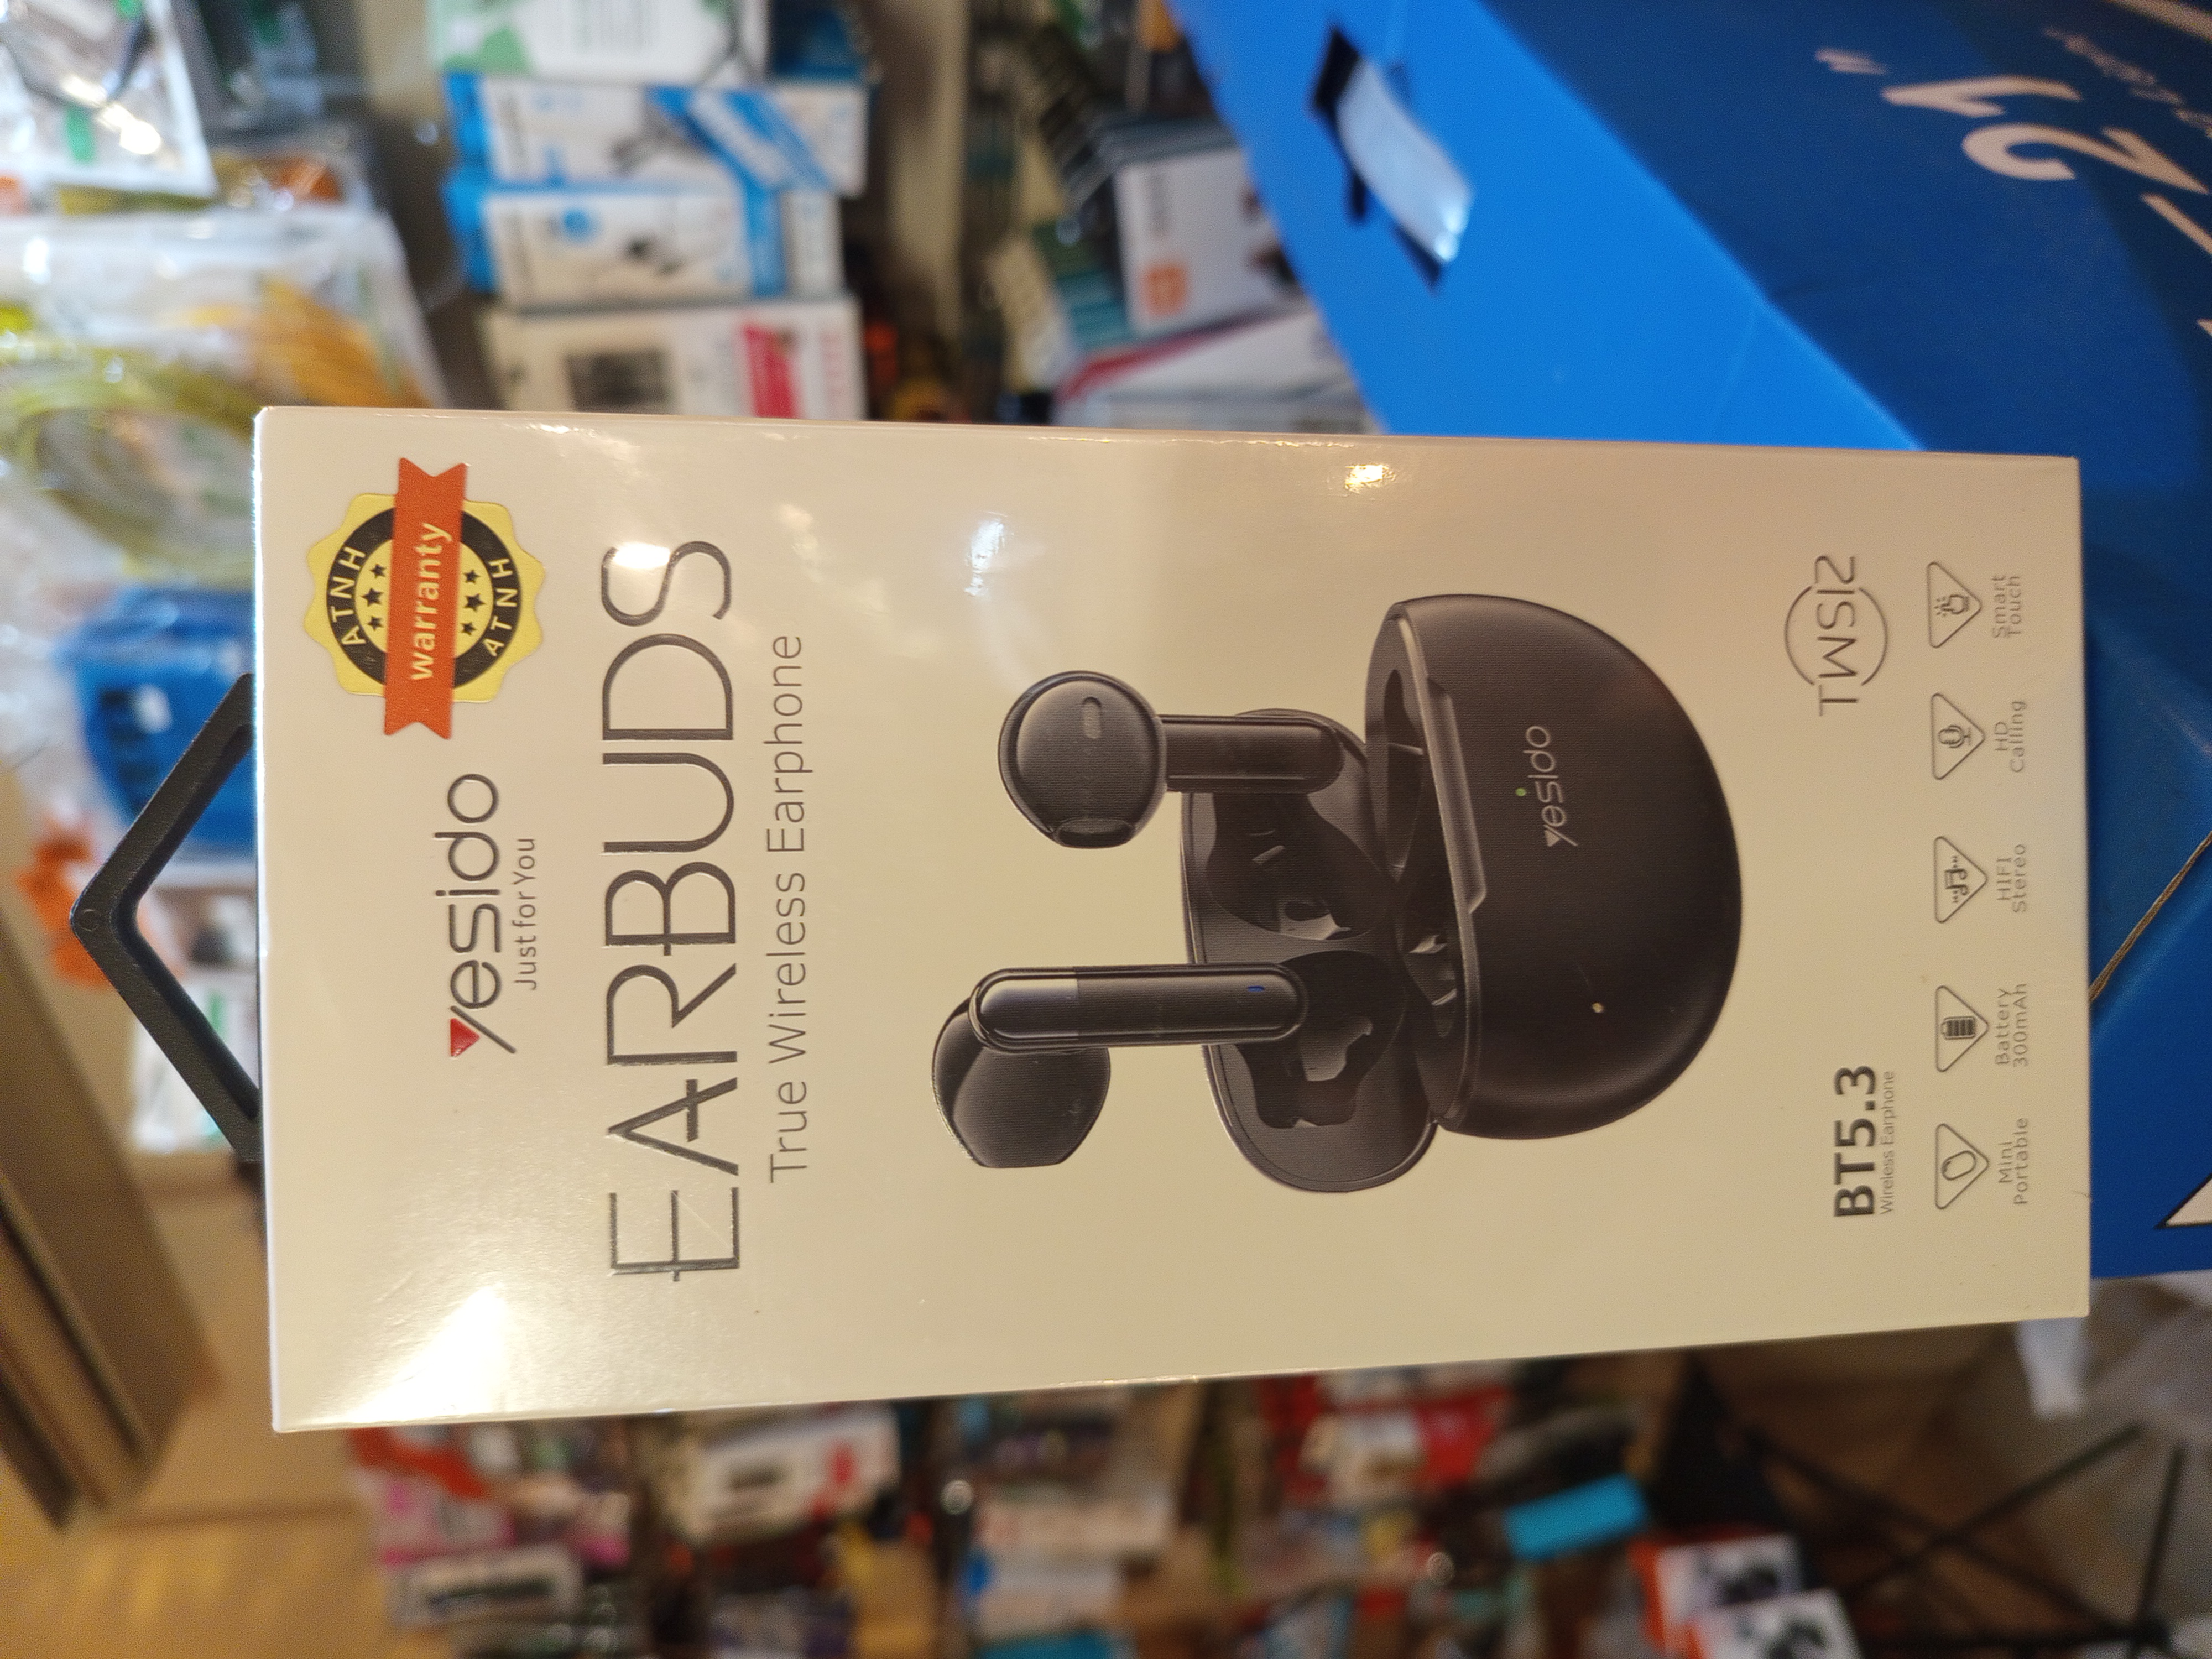 ATNH
warranty
ATNH
yesido
Just for You
EARBUDS
True Wireless Earphone
yesido
BT5.3
Wireless Earphone
TWS12
Mini
Portable
Battery
300mAh
HIFI
Stereo
HD
Calling
Smart
Touch